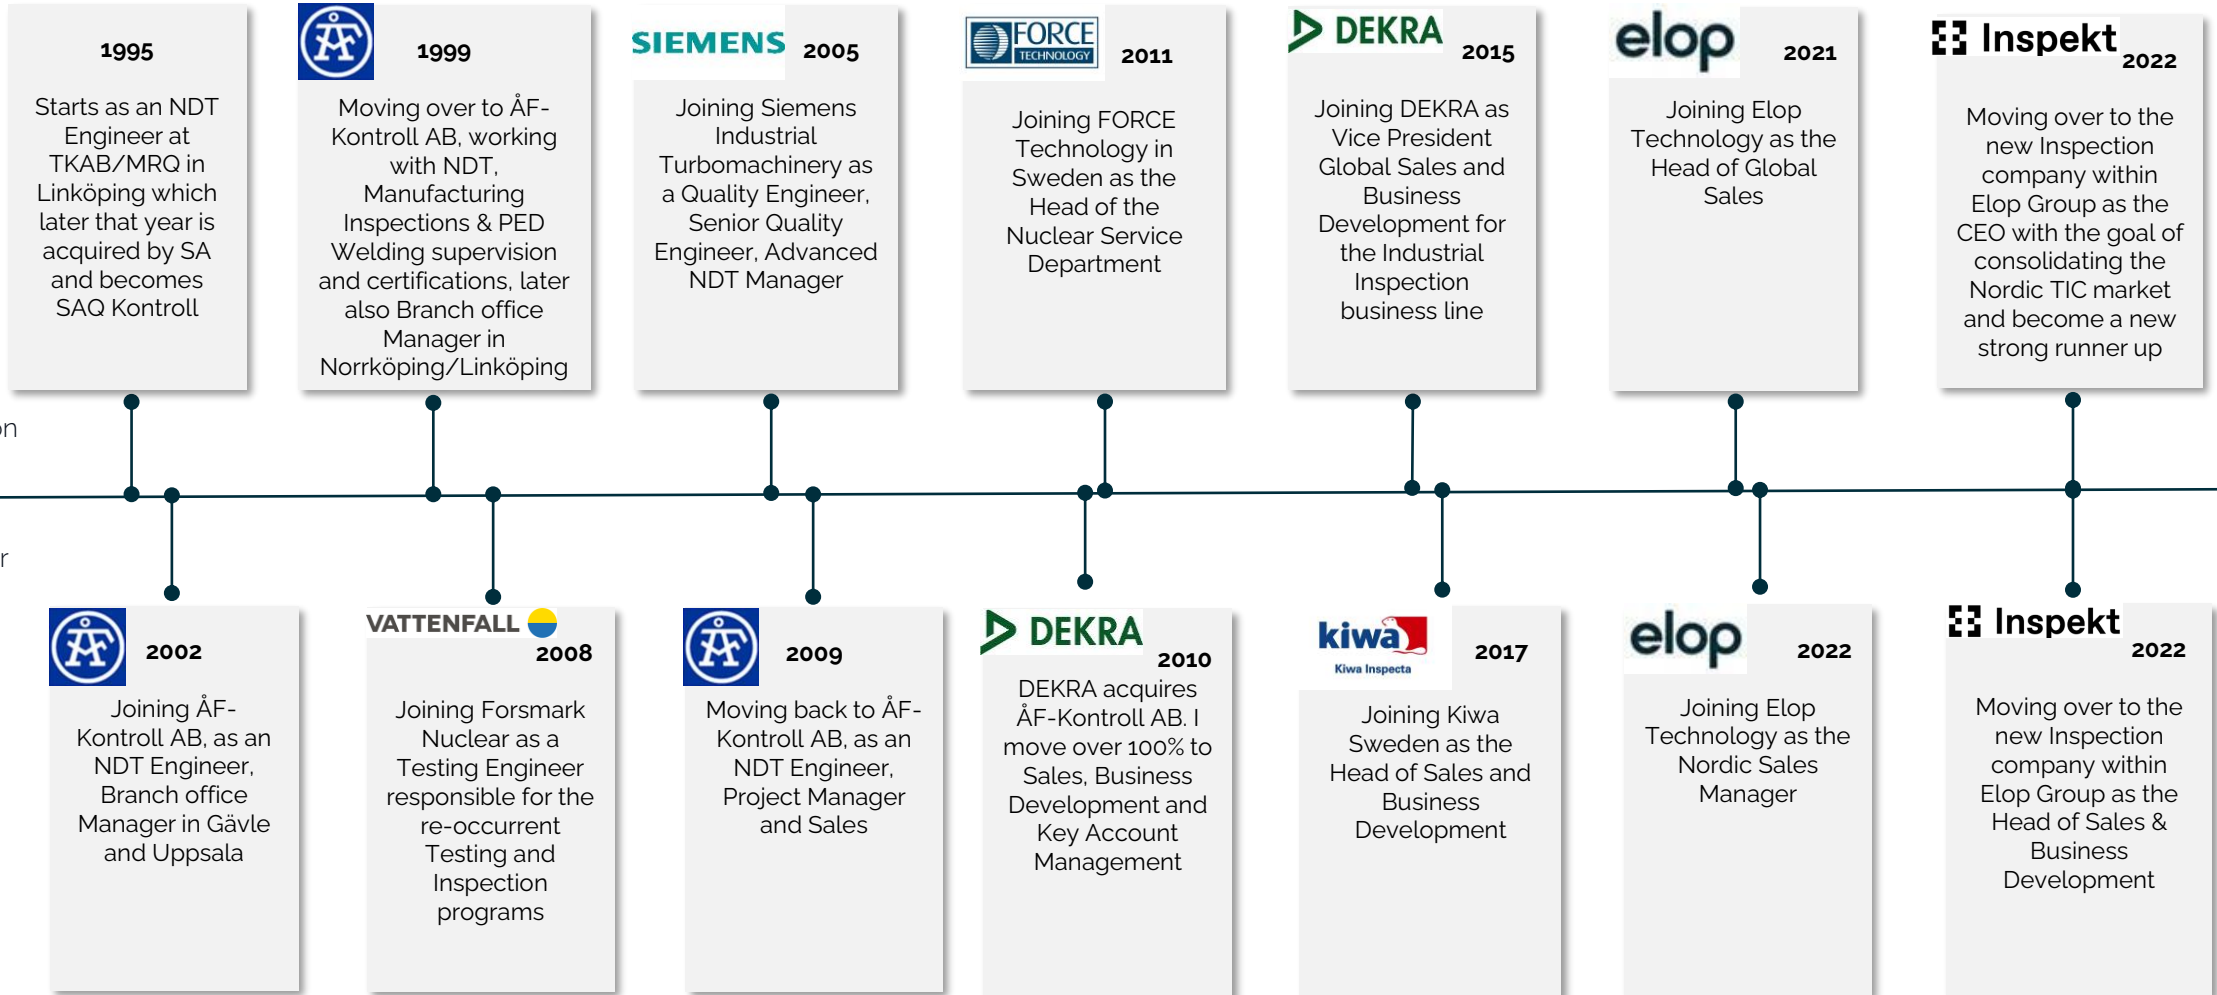 1995
Starts as an NDT
Engineer at
TKAB/MRQ in
Linköping which
later that year is
acquired by SA
and becomes
SAQ Kontroll
ÅF
1999
Moving over to ÅF-
Kontroll AB, working
with NDT,
Manufacturing
Inspections & PED
Welding supervision
and certifications, later
also Branch office
Manager in
Norrköping/Linköping
SIEMENS
2005
Joining Siemens
Industrial
Turbomachinery as
a Quality Engineer,
Senior Quality
Engineer, Advanced
NDT Manager
FORCE
TECHNOLOGY
2011
Joining FORCE
Technology in
Sweden as the
Head of the
Nuclear Service
Department
DEKRA
2015
Joining DEKRA as
Vice President
Global Sales and
Business
Development for
the Industrial
Inspection
business line
elop
2021
Joining Elop
Technology as the
Head of Global
Sales
Inspekt
2022
Moving over to the
new Inspection
company within
Elop Group as the
CEO with the goal of
consolidating the
Nordic TIC market
and become a new
strong runner up
on
r
ÅF
2002
Joining ÅF-
Kontroll AB, as an
NDT Engineer,
Branch office
Manager in Gävle
and Uppsala
VATTENFALL
2008
Joining Forsmark
Nuclear as a
Testing Engineer
responsible for the
re-occurrent
Testing and
Inspection
programs
ÅF
2009
Moving back to ÅF-
Kontroll AB, as an
NDT Engineer,
Project Manager
and Sales
DEKRA
2010
DEKRA acquires
ÅF-Kontroll AB. I
move over 100% to
Sales, Business
Development and
Key Account
Management
kiwa
Kiwa Inspecta
2017
Joining Kiwa
Sweden as the
Head of Sales and
Business
Development
elop
2022
Joining Elop
Technology as the
Nordic Sales
Manager
Inspekt
2022
Moving over to the
new Inspection
company within
Elop Group as the
Head of Sales &
Business
Development